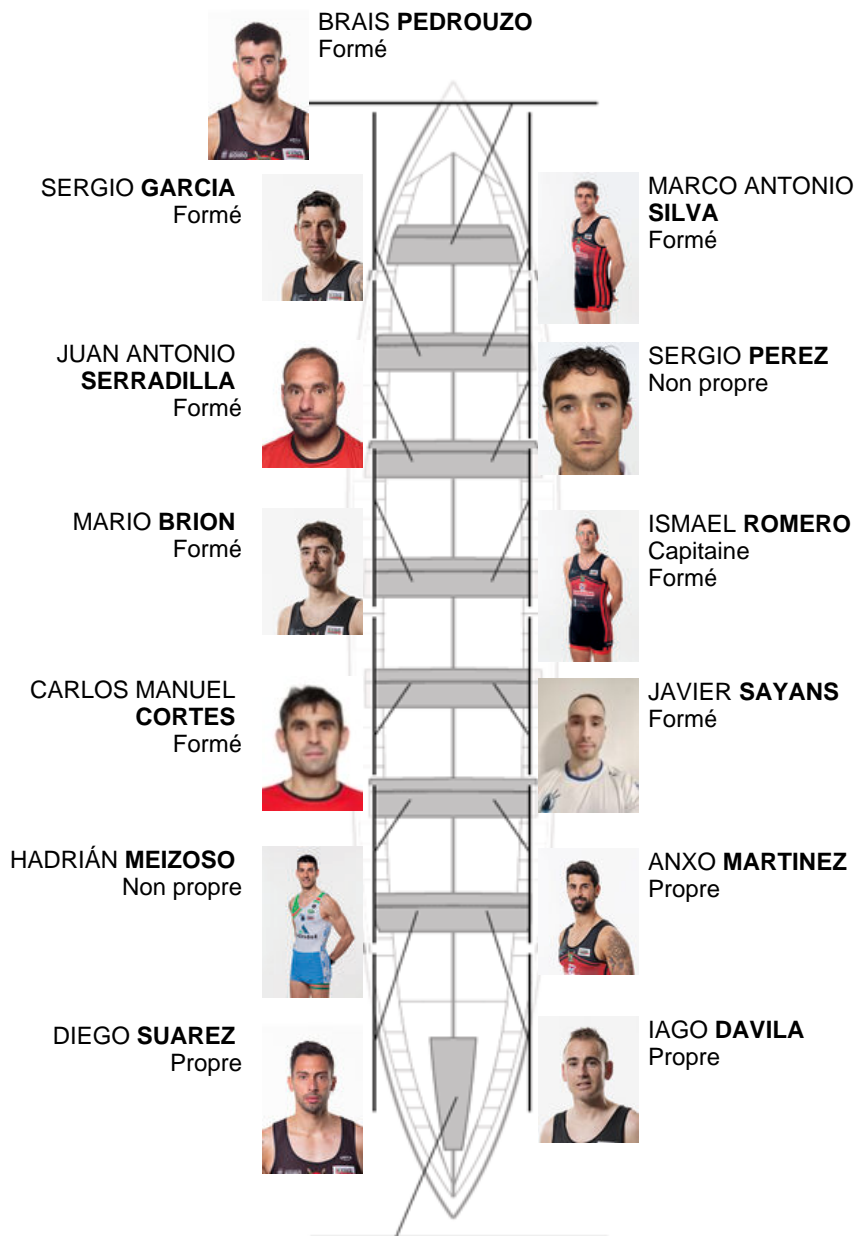 BRAIS PEDROUZO
Formé
SERGIO GARCIA
Formé
MARCO ANTONIO
SILVA
Formé
JUAN ANTONIO
SERRADILLA
Formé
SERGIO PEREZ
Non propre
MARIO BRION
Formé
ISMAEL ROMERO
Capitaine
Formé
CARLOS MANUEL
CORTES
Formé
JAVIER SAYANS
Formé
HADRIÁN MEIZOSO
Non propre
ANXO MARTINEZ
Propre
DIEGO SUAREZ
Propre
IAGO DAVILA
Propre